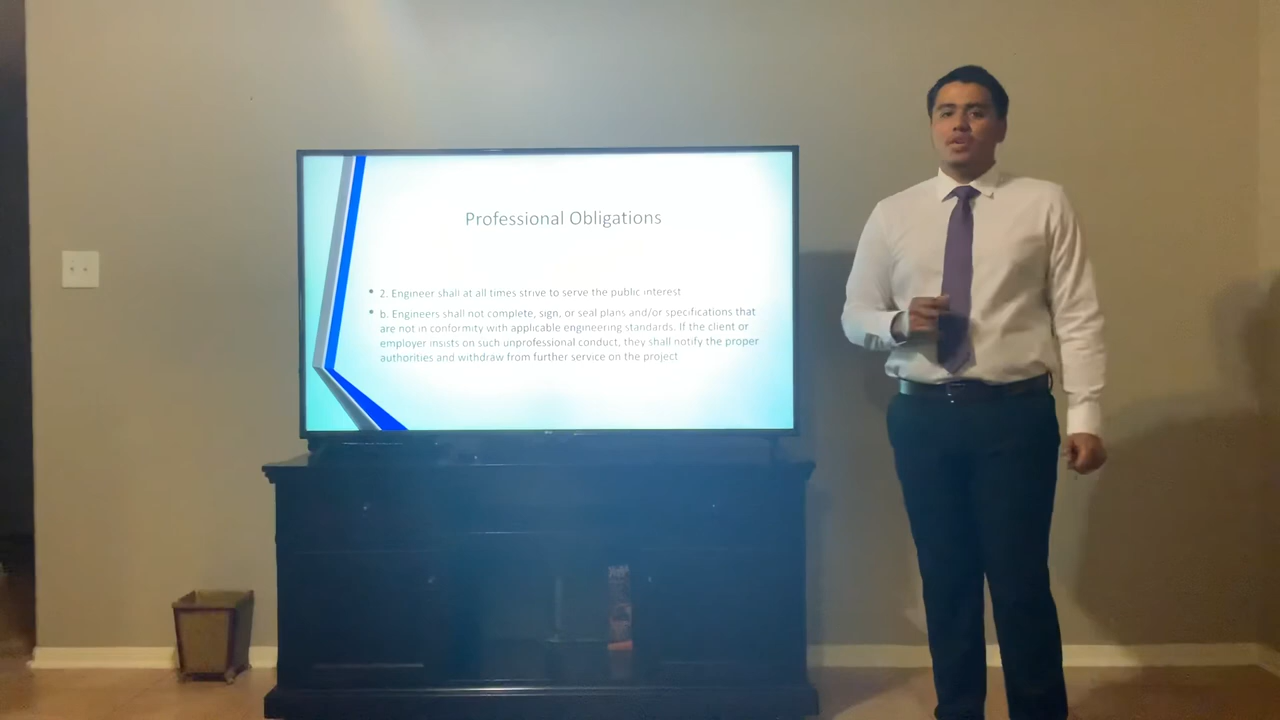 Professional Obligations
• 2. Engineer shall at all times strive to serve the public interest
• b. Engineers shall not complete, sign, or seal plans and/or specifications that
are not in conformity with applicable engineering standards. If the client or
employer insists on such unprofessional conduct, they shall notify the proper
authorities and withdraw from further service on the project